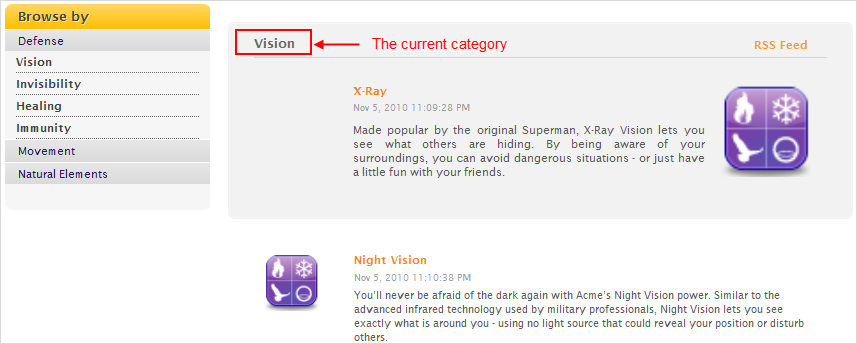 Browse by
Defense
Vision
Invisibility
Healing
Immunity
Movement
Natural Elements
Vision
The current category
RSS Feed
X-Ray
Nov 5, 2010 11:09:28 PM
Made popular by the original Superman, X-Ray Vision lets you
see what others are hiding. By being aware of your
surroundings, you can avoid dangerous situations - or just have
a little fun with your friends.
Night Vision
Nov 5, 2010 11:10:38 PM
You'll never be afraid of the dark again with Acme's Night Vision power. Similar to the
advanced infrared technology used by military professionals, Night Vision lets you see
exactly what is around you - using no light source that could reveal your position or disturb
others.